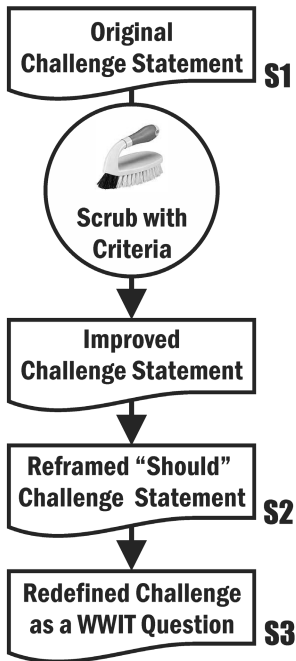 Original
Challenge Statement
S1
Scrub with
Criteria
Improved
Challenge Statement
Reframed “Should”
Challenge Statement
S2
Redefined Challenge
as a WWIT Question
S3